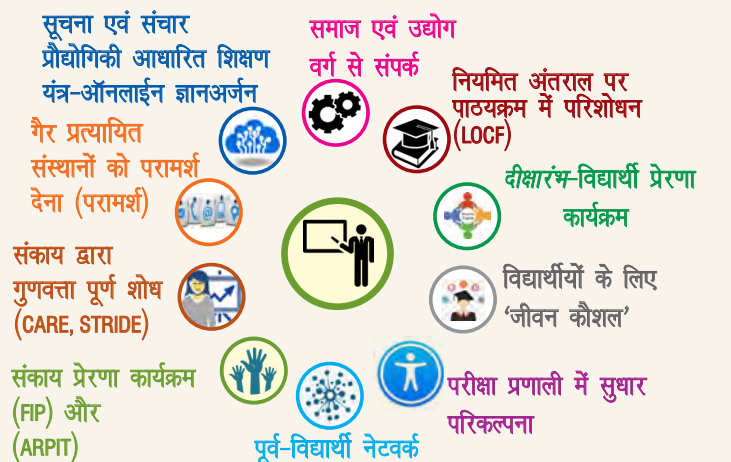 सूचना एवं संचार
प्रौद्योगिकी आधारित शिक्षण
यंत्र-ऑनलाईन ज्ञानअर्जन
समाज एवं उद्योग
वर्ग से संपर्क
नियमित अंतराल पर
पाठयक्रम में परिशोधन
(LOCF)
दीक्षारंभ-विद्यार्थी प्रेरणा
कार्यक्रम
विद्यार्थीयों के लिए
‘जीवन कौशल’
परीक्षा प्रणाली में सुधार
परिकल्पना
पूर्व-विद्यार्थी नेटवर्क
संकाय प्रेरणा कार्यक्रम
(FIP) और
(ARPIT)
संकाय द्वारा
गुणवत्ता पूर्ण शोध
(CARE, STRIDE)
गैर प्रत्यायित
संस्थानों को परामर्श
देना (परामर्श)